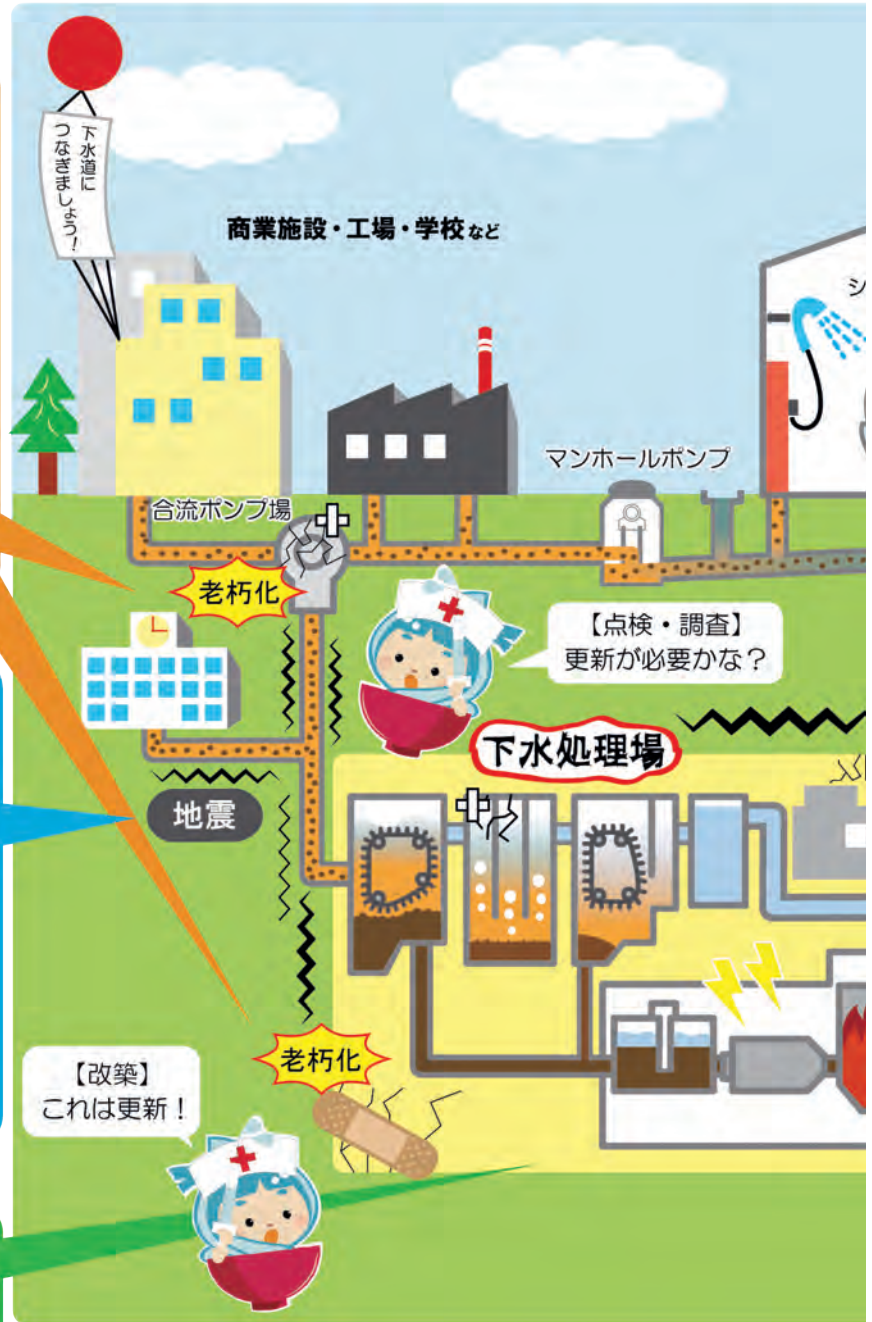 下水道に
つなぎましょう！
商業施設・工場・学校など
シ
マンホールポンプ
合流ポンプ場
老朽化
【点検・調査】
更新が必要かな？
下水処理場
地震
老朽化
【改築】
これは更新！